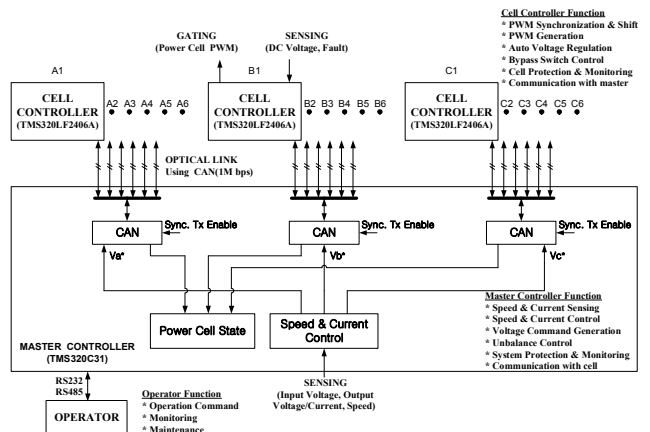 Cell Controller Function
* PWM Synchronization & Shift
* PWM Generation
* Auto Voltage Regulation
* Bypass Switch Control
* Cell Protection & Monitoring
* Communication with master
GATING
(Power Cell PWM)
SENSING
(DC Voltage, Fault)
A1
CELL
CONTROLLER
(TMS320LF2406A)
A2 A3 A4 A5 A6
B1
CELL
CONTROLLER
(TMS320LF2406A)
B2 B3 B4 B5 B6
C1
CELL
CONTROLLER
(TMS320LF2406A)
C2 C3 C4 C5 C6
OPTICAL LINK
Using CAN(1M bps)
CAN
Sync. Tx Enable
CAN
Sync. Tx Enable
CAN
Sync. Tx Enable
Va*
Vb*
Vc*
Power Cell State
Speed & Current
Control
Master Controller Function
* Speed & Current Sensing
* Speed & Current Control
* Voltage Command Generation
* Unbalance Control
* System Protection & Monitoring
* Communication with cell
MASTER CONTROLLER
(TMS320C31)
RS232
RS485
SENSING
(Input Voltage, Output
Voltage/Current, Speed)
Operator Function
* Operation Command
* Monitoring
* Maintenance
OPERATOR